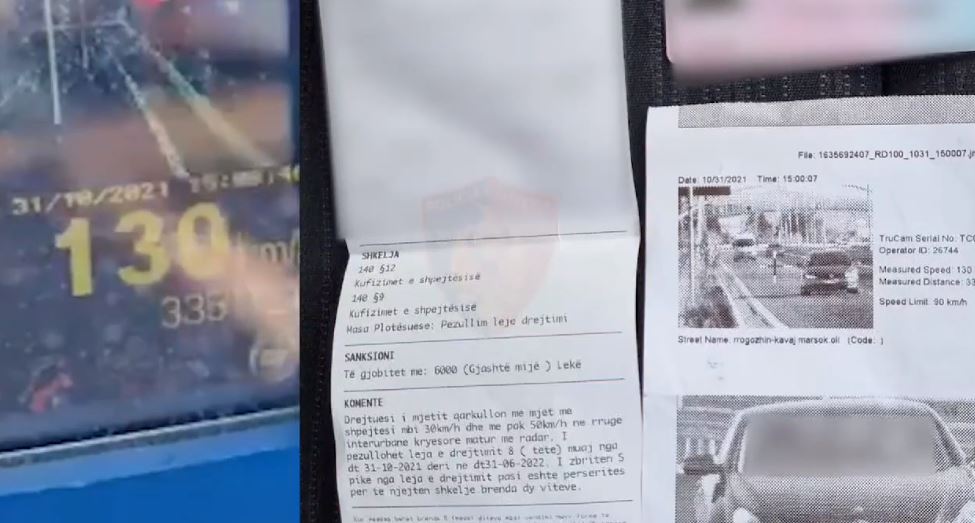 31/10/2021
130 km/
335
SHKELJA
140 §12
Kufizimet e shpejtësisë
140 §9
Kufizimet e shpejtësisë
Masa Plotësuese: Pezullim leje drejtimi
SANKSIONI
Të gjobitet me: 6000 (Gjashtë mijë ) Lekë
KOMENTE
Drejtuesi i mjetit qarkullon me mjet me
shpejtësi mbi 30km/h dhe me pak 50km/h ne rruge
interurbane kryesore matur me radar. I
pezullohet leja e drejtimit 8 ( tete) muaj nga
dt 31-10-2021 deri ne dt31-06-2022. I zbriten 5
pike nga leja e drejtimit pasi eshte perserites
per te njejten shkelje brenda dy viteve.
File: 1635692407_RD100_1031_150007.j
Date: 10/31/2021 Time: 15:00:07
TruCam Serial No: TC
Operator ID: 26744
Measured Speed: 130
Measured Distance: 33
Speed Limit: 90 km/h
Street Name: rrogozhin-kavaj marsok.oli (Code: )